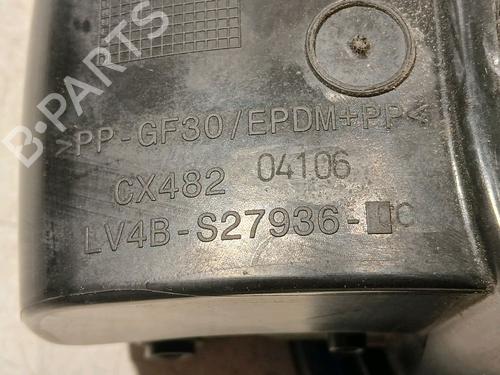 B-PARTS
>PP-GF30/EPDM+PP<
CX482 04106
LV4B-S27936- C